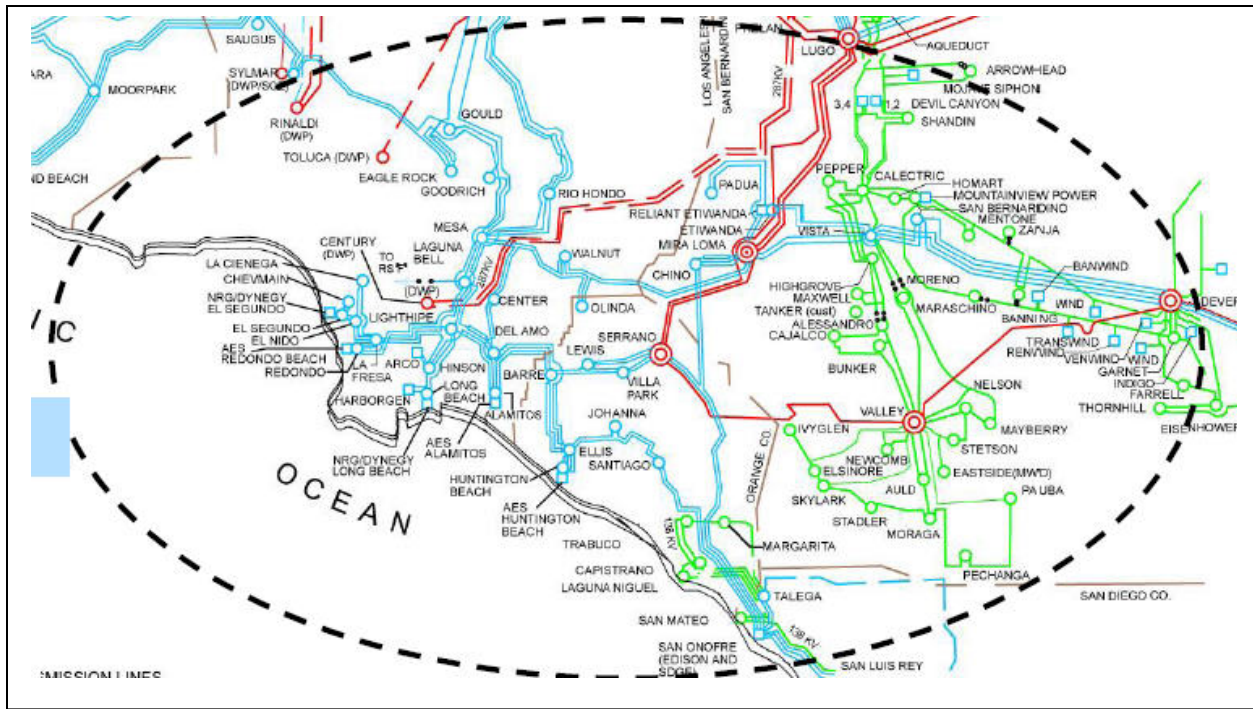 SAUGUS
ARA
MOORPARK
SYLMAR
(DWP/SCE)
RINALDI
(DWP)
TOLUCA (DWP)
ND BEACH
GOULD
EAGLE ROCK
GOODRICH
RIO HONDO
LOS ANGELES
SAN BERNARDINO
287KV
LUGO
AQUEDUCT
ARROWHEAD
MOJAVE SIPHON
3,4
1,2
DEVIL CANYON
SHANDIN
PEPPER
CALECTRIC
HOMART
MOUNTAINVIEW POWER
SAN BERNARIDINO
MENTONE
ZANJA
PADUA
RELIANT ETIWANDA
ETIWANDA
MIRA LOMA
VISTA
CHINO
WALNUT
OLINDA
MESA
LAGUNA
BELL
CENTURY
(DWP)
TO
RS
(DWP)
287KV
CENTER
LA CIENEGA
CHEVMAIN
NRG/DYNEGY
EL SEGUNDO
EL SEGUNDO
EL NIDO
AES
REDONDO BEACH
REDONDO
LIGHTHIPE
LA
FRESA
ARCO
HINSON
HARBORGEN
LONG
BEACH
DEL AMO
BARRE
LEWIS
VILLA
PARK
SERRANO
ALAMITOS
AES
ALAMITOS
NRG/DYNEGY
LONG BEACH
JOHANNA
ELLIS
SANTIAGO
HUNTINGTON
BEACH
AES
HUNTINGTON
BEACH
C
OCEAN
HIGHGROVE
MAXWELL
TANKER (cust)
ALESSANDRO
CAJALCO
BUNKER
MORENO
MARASCHINO
BANWIND
WIND
BANNING
TRANSWIND
RENWIND
VENWIND
WIND
DEVER
GARNET
INDIGO
FARRELL
THORNHILL
EISENHOWER
NELSON
VALLEY
IVYGLEN
MAYBERRY
STETSON
NEWCOMB
ELSINORE
EASTSIDE(MWD)
SKYLARK
AULD
PAUBA
STADLER
MORAGA
PECHANGA
ORANGE CO.
138 KV
TRABUCO
MARGARITA
CAPISTRANO
LAGUNA NIGUEL
TALEGA
SAN DIEGO CO.
SAN MATEO
138 KV
SAN ONOFRE
(EDISON AND
SDGE)
SAN LUIS REY